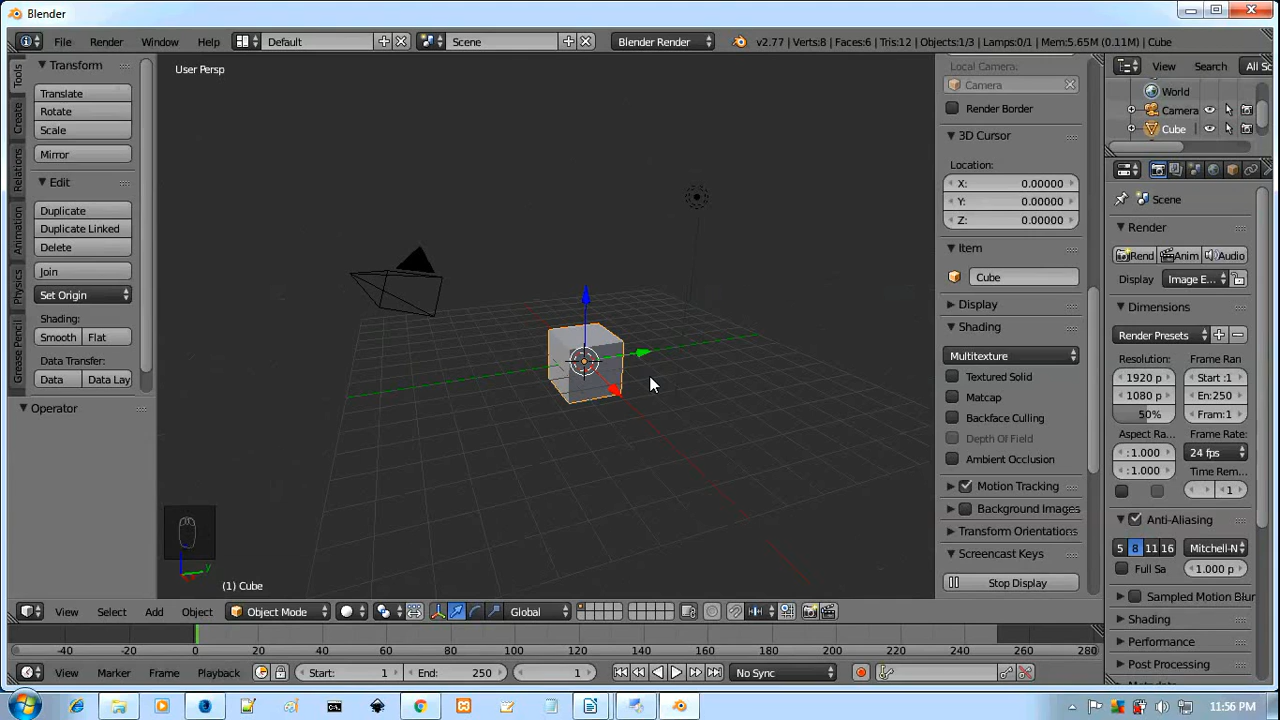 Blender
File Render Window Help Default Scene Blender Render v2.77 | Verts:8 | Faces:6 | Tris:12 | Objects:1/3 | Lamps:0/1 | Mem:5.65M (0.11M) | Cube
Tools
Create
Relations
Animation
Physics
Grease Pencil
Transform
Translate
Rotate
Scale
Mirror
Edit
Duplicate
Duplicate Linked
Delete
Join
Set Origin
Shading:
Smooth Flat
Data Transfer:
Data Data Lay
Operator
User Persp
y
(1) Cube
Local Camera:
Camera
Render Border
3D Cursor
Location:
X: 0.00000
Y: 0.00000
Z: 0.00000
Item
Cube
Display
Shading
Multitexture
Textured Solid
Matcap
Backface Culling
Depth Of Field
Ambient Occlusion
Motion Tracking
Background Images
Transform Orientations
Screencast Keys
Stop Display
View Search All Sc
World
Camera
Cube
Scene
Render
Rend Anim Audio
Display Image E...
Dimensions
Render Presets
Resolution: Frame Ran
1920 p Start :1
1080 p En:250
50% Fram:1
Aspect Ra... Frame Rate:
:1.000 24 fps
:1.000 Time Rem...
1
Anti-Aliasing
5 8 11 16 Mitchell-N
Full Sa 1.000 p
Sampled Motion Blur
Shading
Performance
Post Processing
View Select Add Object Object Mode Global
-40 -20 0 20 40 60 80 100 120 140 160 180 200 220 240 260 280
View Marker Frame Playback Start: 1 End: 250 1 No Sync
11:56 PM